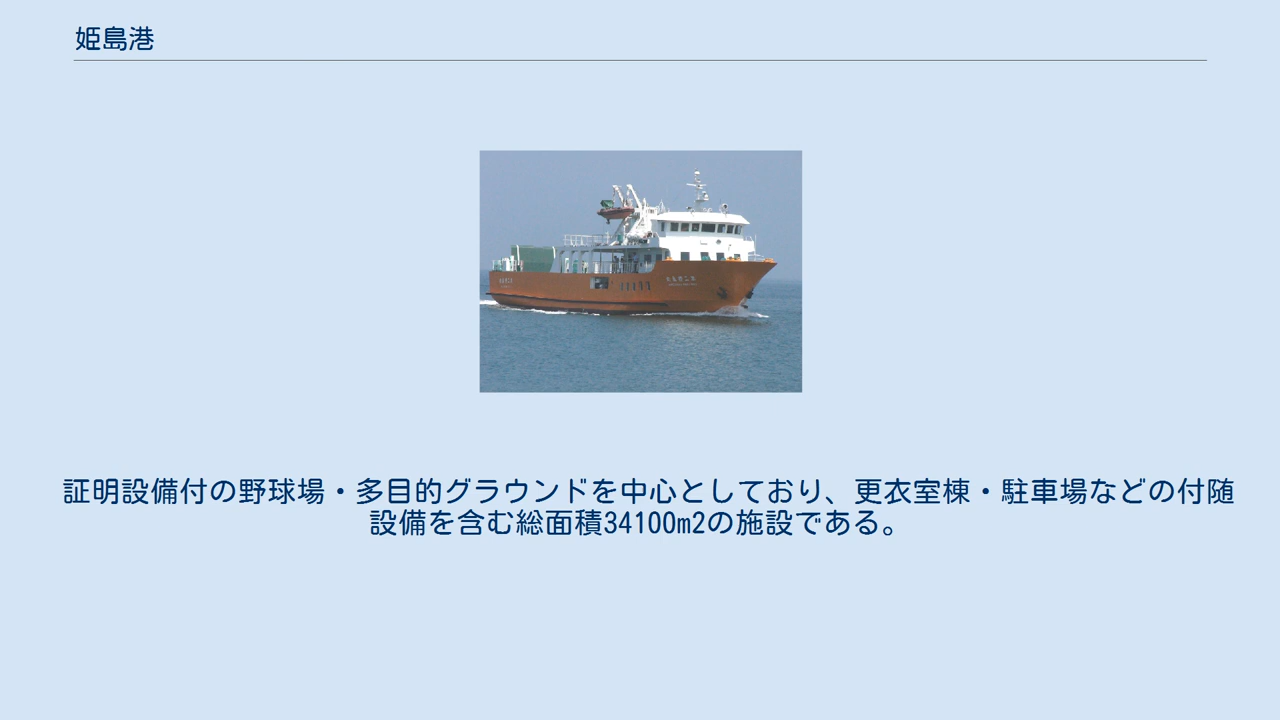 姫島港
証明設備付の野球場・多目的グラウンドを中心としており、更衣室棟・駐車場などの付随
設備を含む総面積34100m2の施設である。